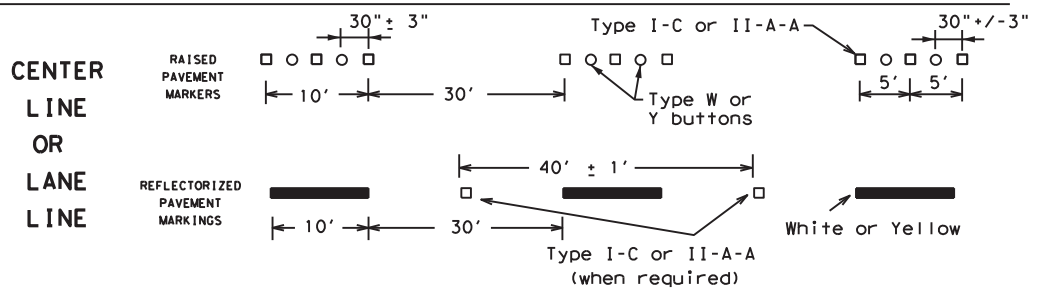 30"± 3"
Type I-C or II-A-A
30"+/-3"
CENTER
LINE
OR
LANE
LINE
RAISED
PAVEMENT
MARKERS
10'
30'
Type W or
Y buttons
5'
5'
REFLECTORIZED
PAVEMENT
MARKINGS
40' ± 1'
10'
30'
Type I-C or II-A-A
(when required)
White or Yellow